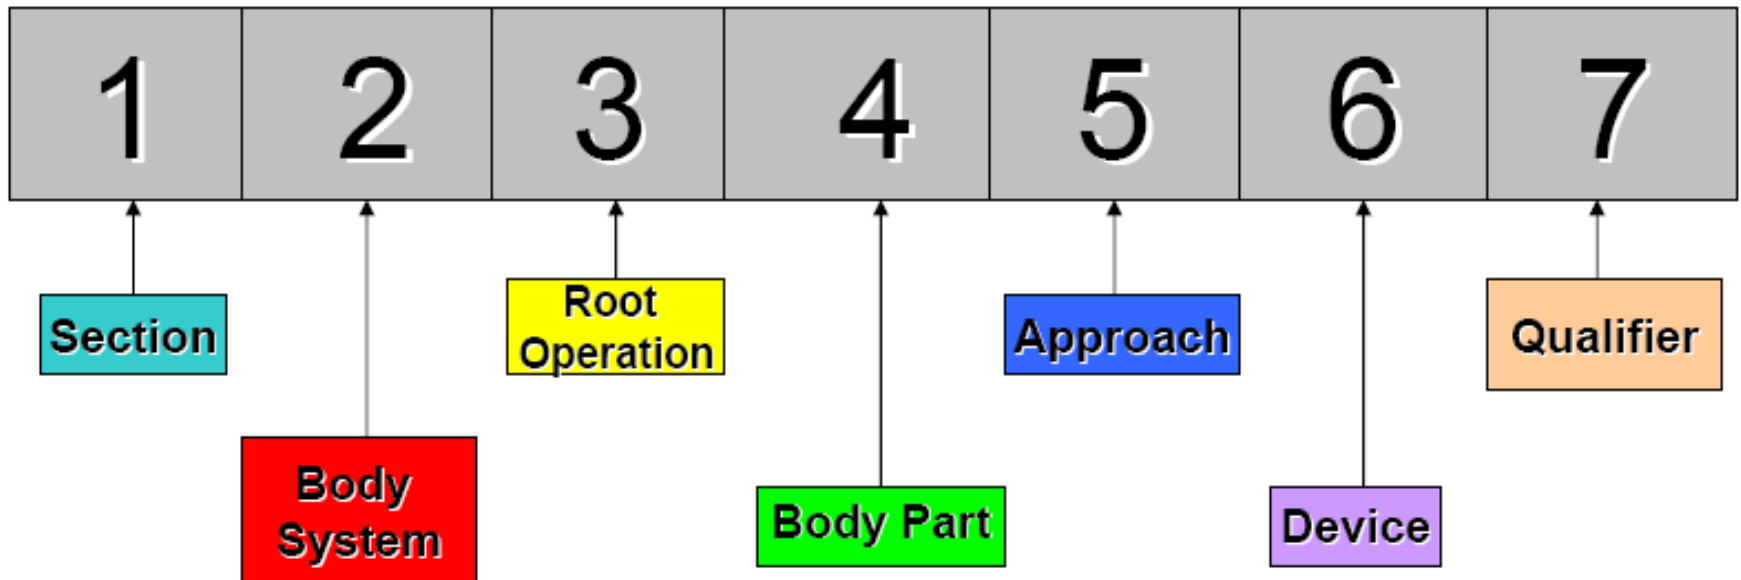 1 2 3 4 5 6 7
Section
Body
System
Root
Operation
Body Part
Approach
Device
Qualifier